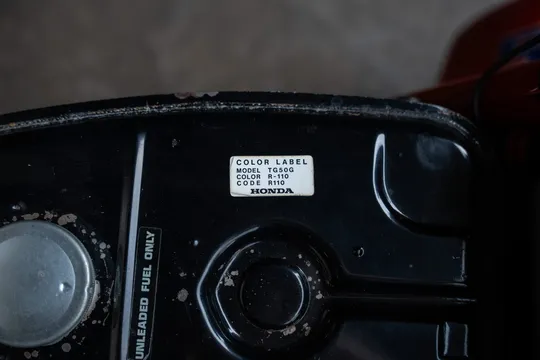 COLOR LABEL
MODEL TG50G
COLOR R-110
CODE R110
HONDA
UNLEADED FUEL ONLY